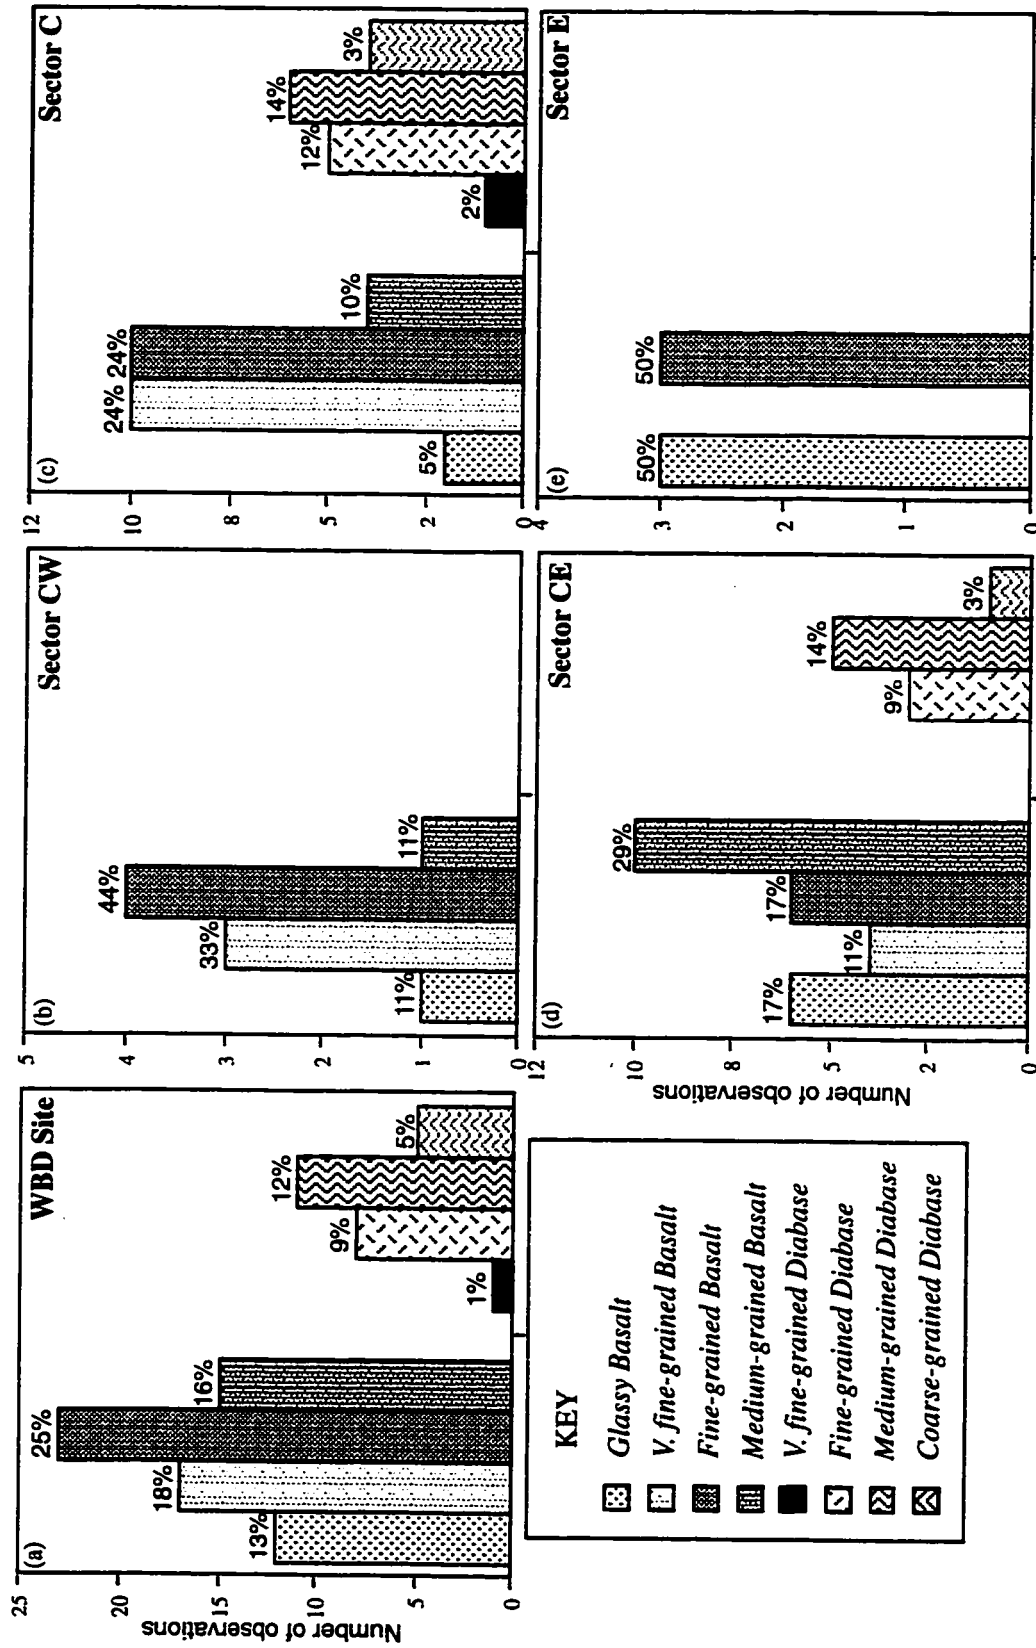 (a)
WBD Site
Number of observations
25
20
15
10
5
0
13%
18%
25%
16%
1%
9%
12%
5%
(b)
Sector CW
5
4
3
2
1
0
11%
33%
44%
11%
(c)
Sector C
12
10
8
5
2
0
5%
24%
24%
10%
2%
12%
14%
3%
KEY
Glassy Basalt
V. fine-grained Basalt
Fine-grained Basalt
Medium-grained Basalt
V. fine-grained Diabase
Fine-grained Diabase
Medium-grained Diabase
Coarse-grained Diabase
(d)
Sector CE
Number of observations
12
10
8
5
2
0
17%
11%
17%
29%
9%
14%
3%
(e)
Sector E
4
3
2
1
0
50%
50%